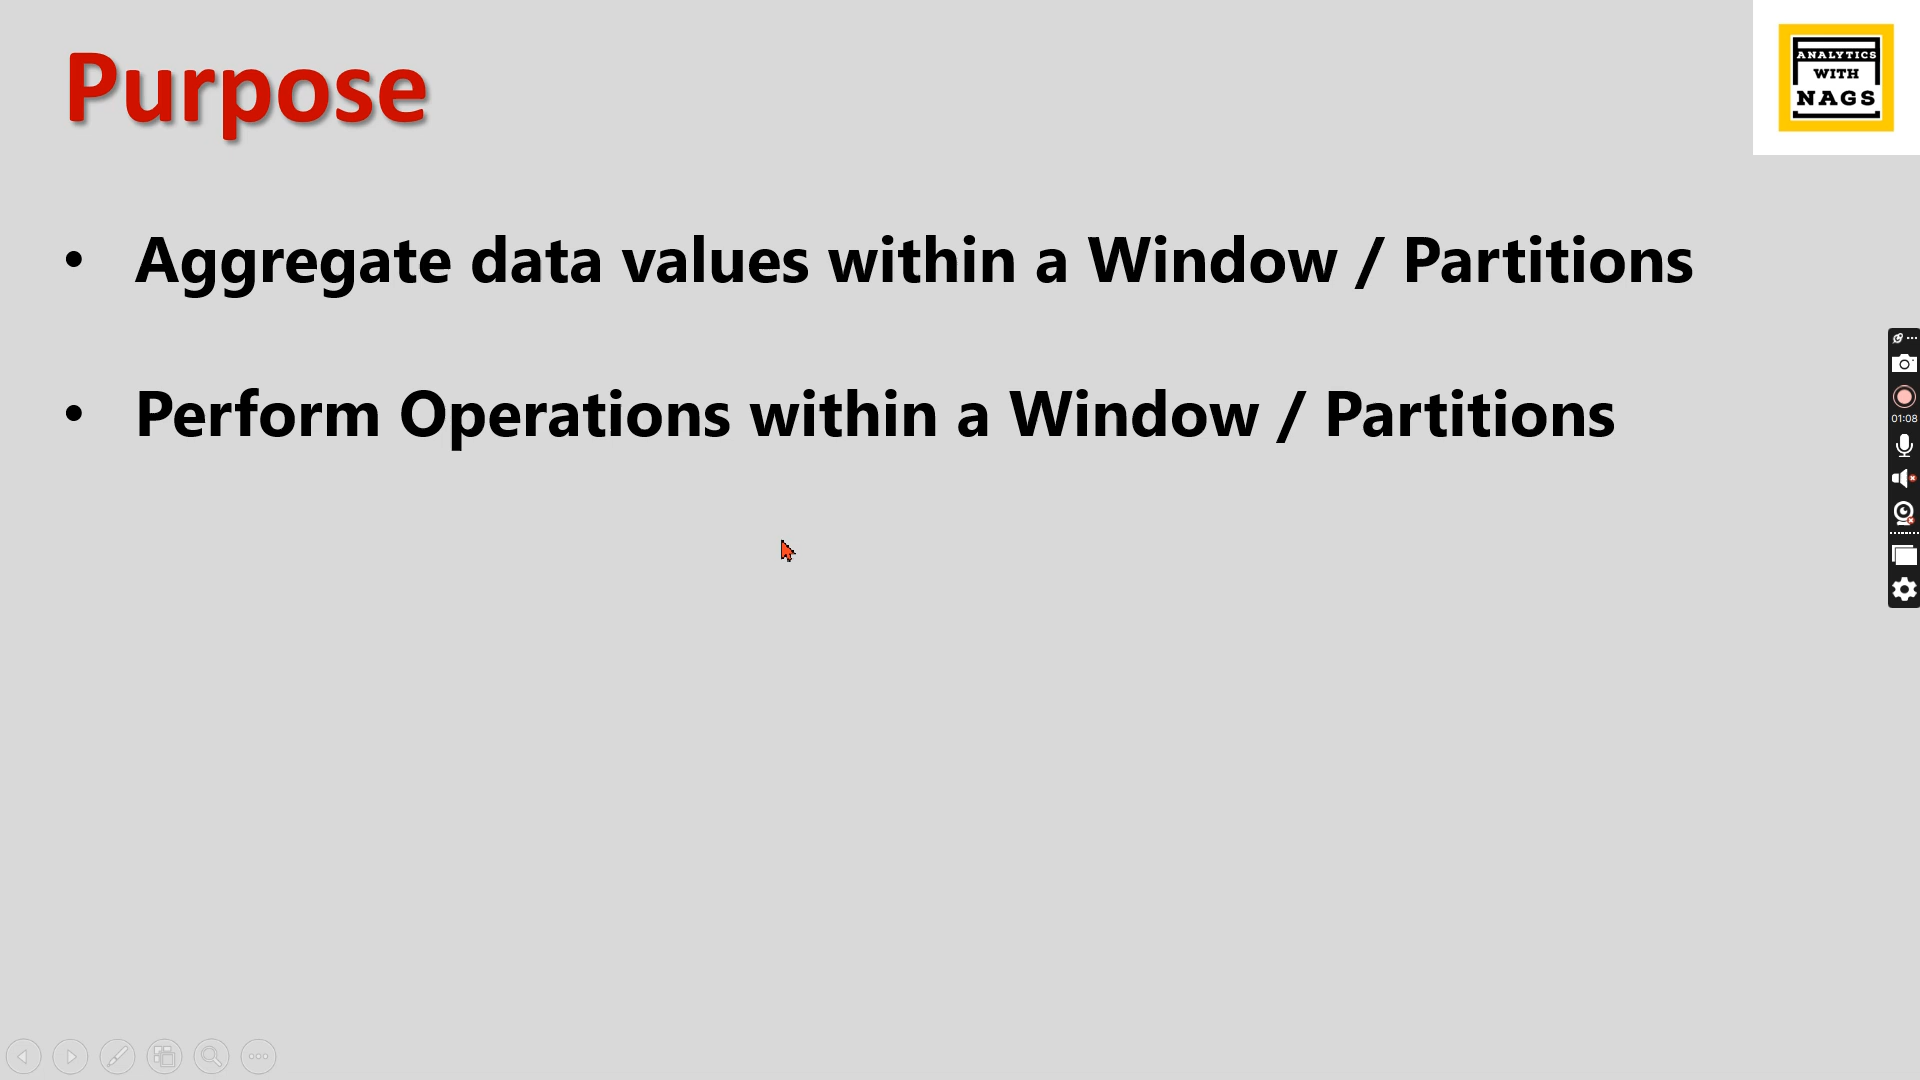 Purpose
ANALYTICS
WITH
NAGS
• Aggregate data values within a Window / Partitions
• Perform Operations within a Window / Partitions
01:08